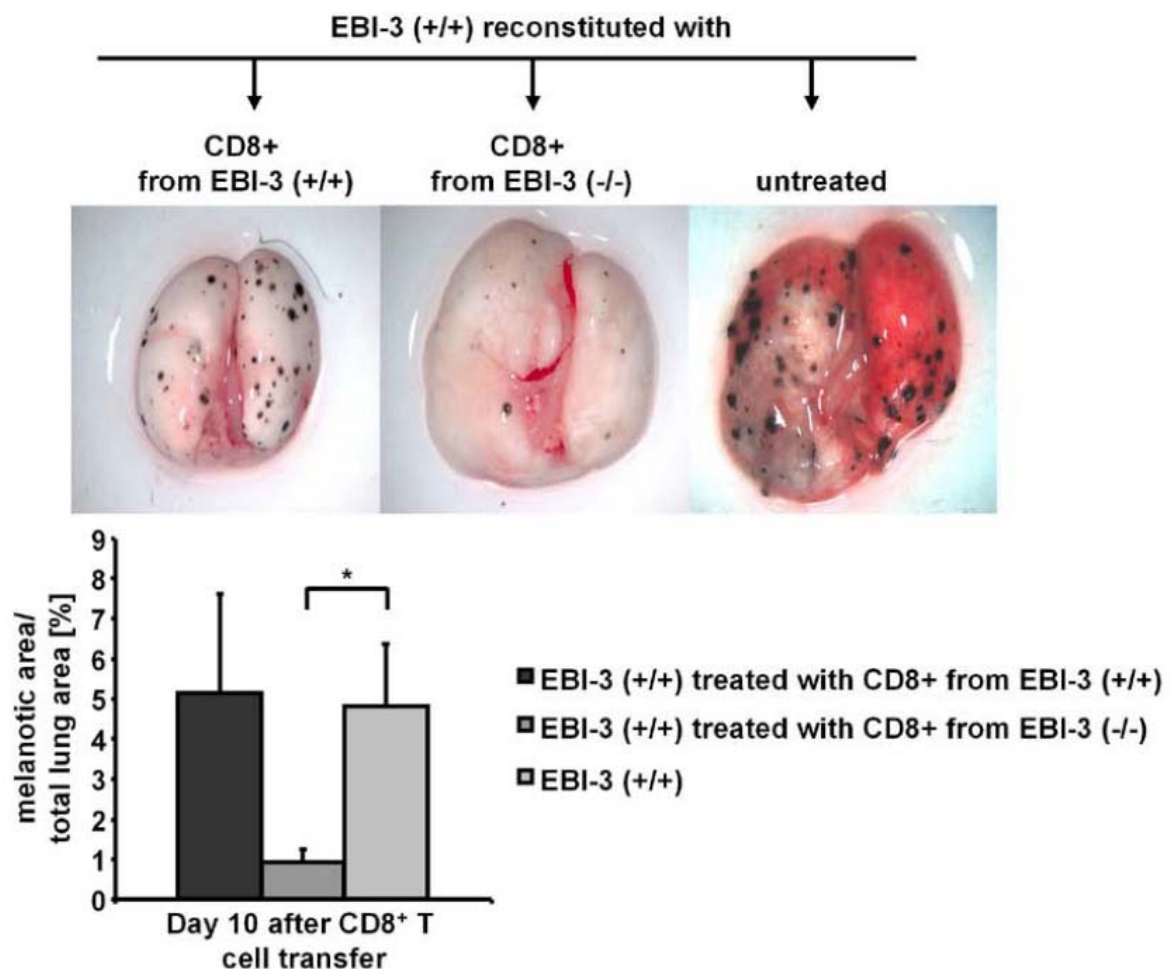 EBI-3 (+/+) reconstituted with
CD8+
from EBI-3 (+/+)
CD8+
from EBI-3 (-/-)
untreated
9
8
7
6
5
4
3
2
1
0
melanotic area/
total lung area [%]
*
Day 10 after CD8⁺ T
cell transfer
EBI-3 (+/+) treated with CD8+ from EBI-3 (+/+)
EBI-3 (+/+) treated with CD8+ from EBI-3 (-/-)
EBI-3 (+/+)